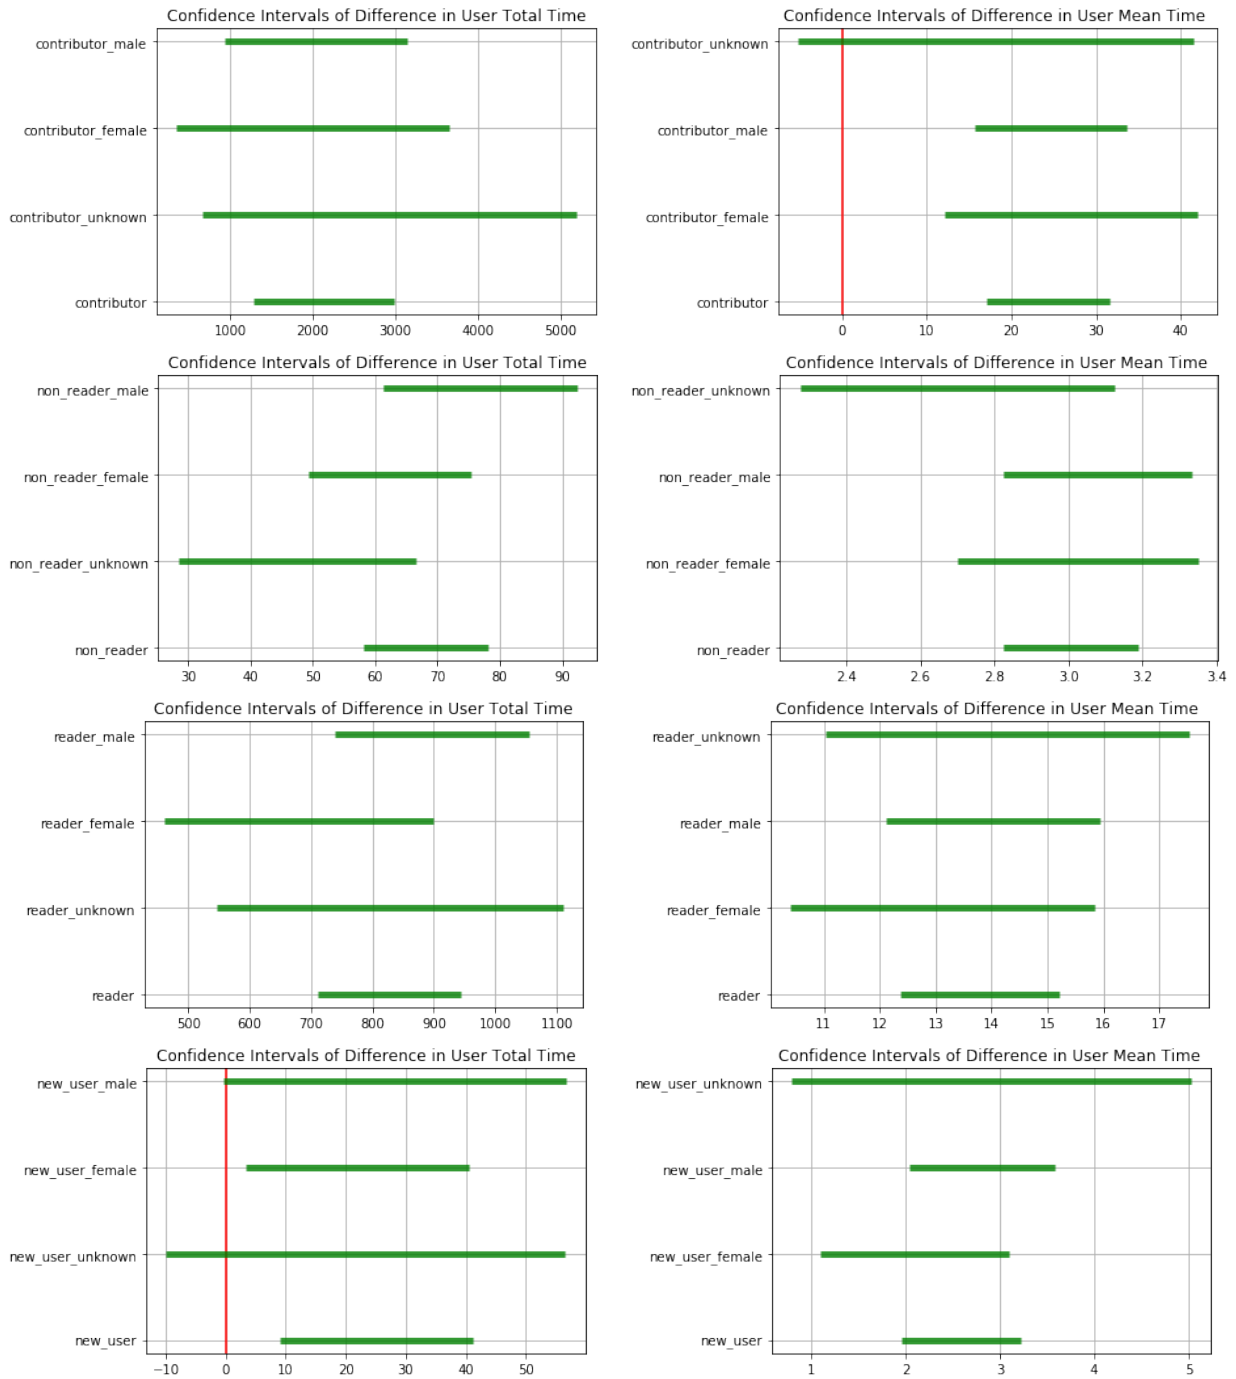 Confidence Intervals of Difference in User Total Time
contributor_male
contributor_female
contributor_unknown
contributor
1000 2000 3000 4000 5000
Confidence Intervals of Difference in User Mean Time
contributor_unknown
contributor_male
contributor_female
contributor
0 10 20 30 40
Confidence Intervals of Difference in User Total Time
non_reader_male
non_reader_female
non_reader_unknown
non_reader
30 40 50 60 70 80 90
Confidence Intervals of Difference in User Mean Time
non_reader_unknown
non_reader_male
non_reader_female
non_reader
2.4 2.6 2.8 3.0 3.2 3.4
Confidence Intervals of Difference in User Total Time
reader_male
reader_female
reader_unknown
reader
500 600 700 800 900 1000 1100
Confidence Intervals of Difference in User Mean Time
reader_unknown
reader_male
reader_female
reader
11 12 13 14 15 16 17
Confidence Intervals of Difference in User Total Time
new_user_male
new_user_female
new_user_unknown
new_user
−10 0 10 20 30 40 50
Confidence Intervals of Difference in User Mean Time
new_user_unknown
new_user_male
new_user_female
new_user
1 2 3 4 5